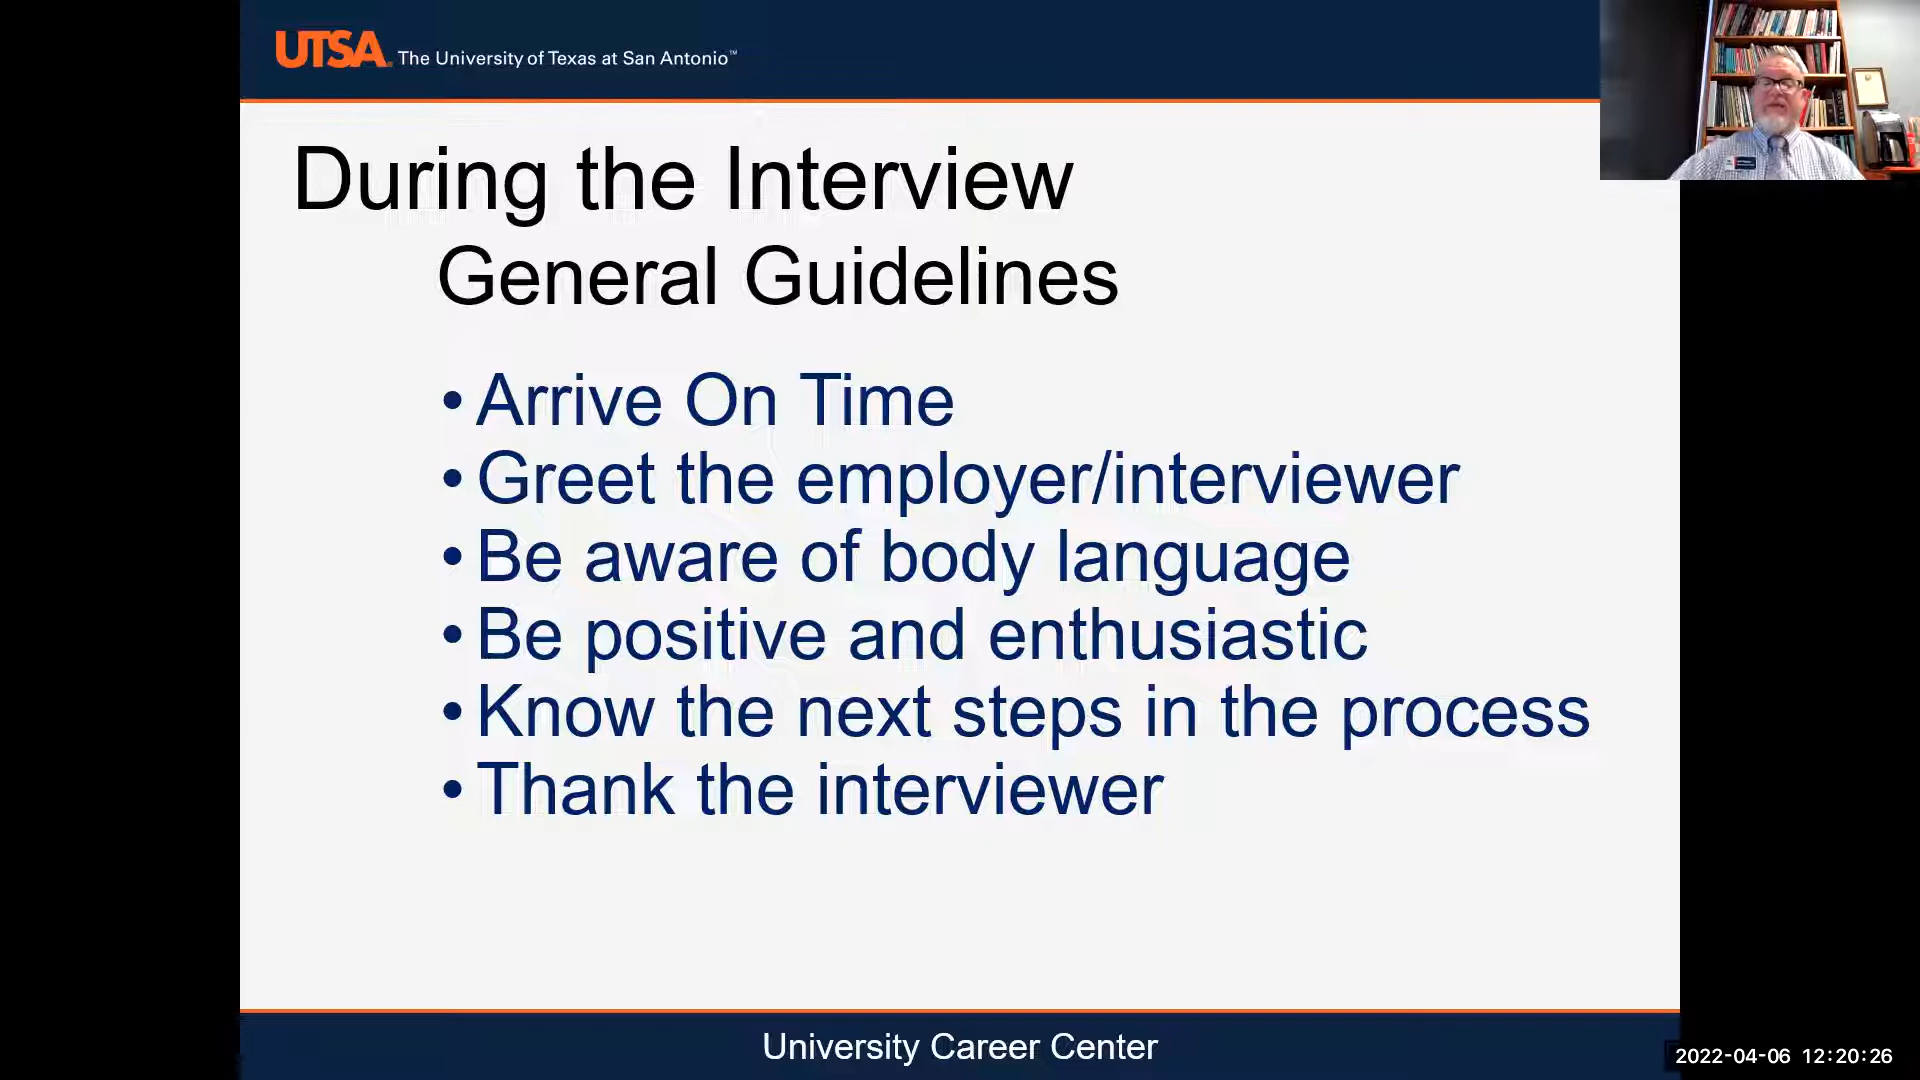 UTSA. The University of Texas at San Antonio™
During the Interview
General Guidelines
• Arrive On Time
• Greet the employer/interviewer
• Be aware of body language
• Be positive and enthusiastic
• Know the next steps in the process
• Thank the interviewer
University Career Center
2022-04-06 12:20:26